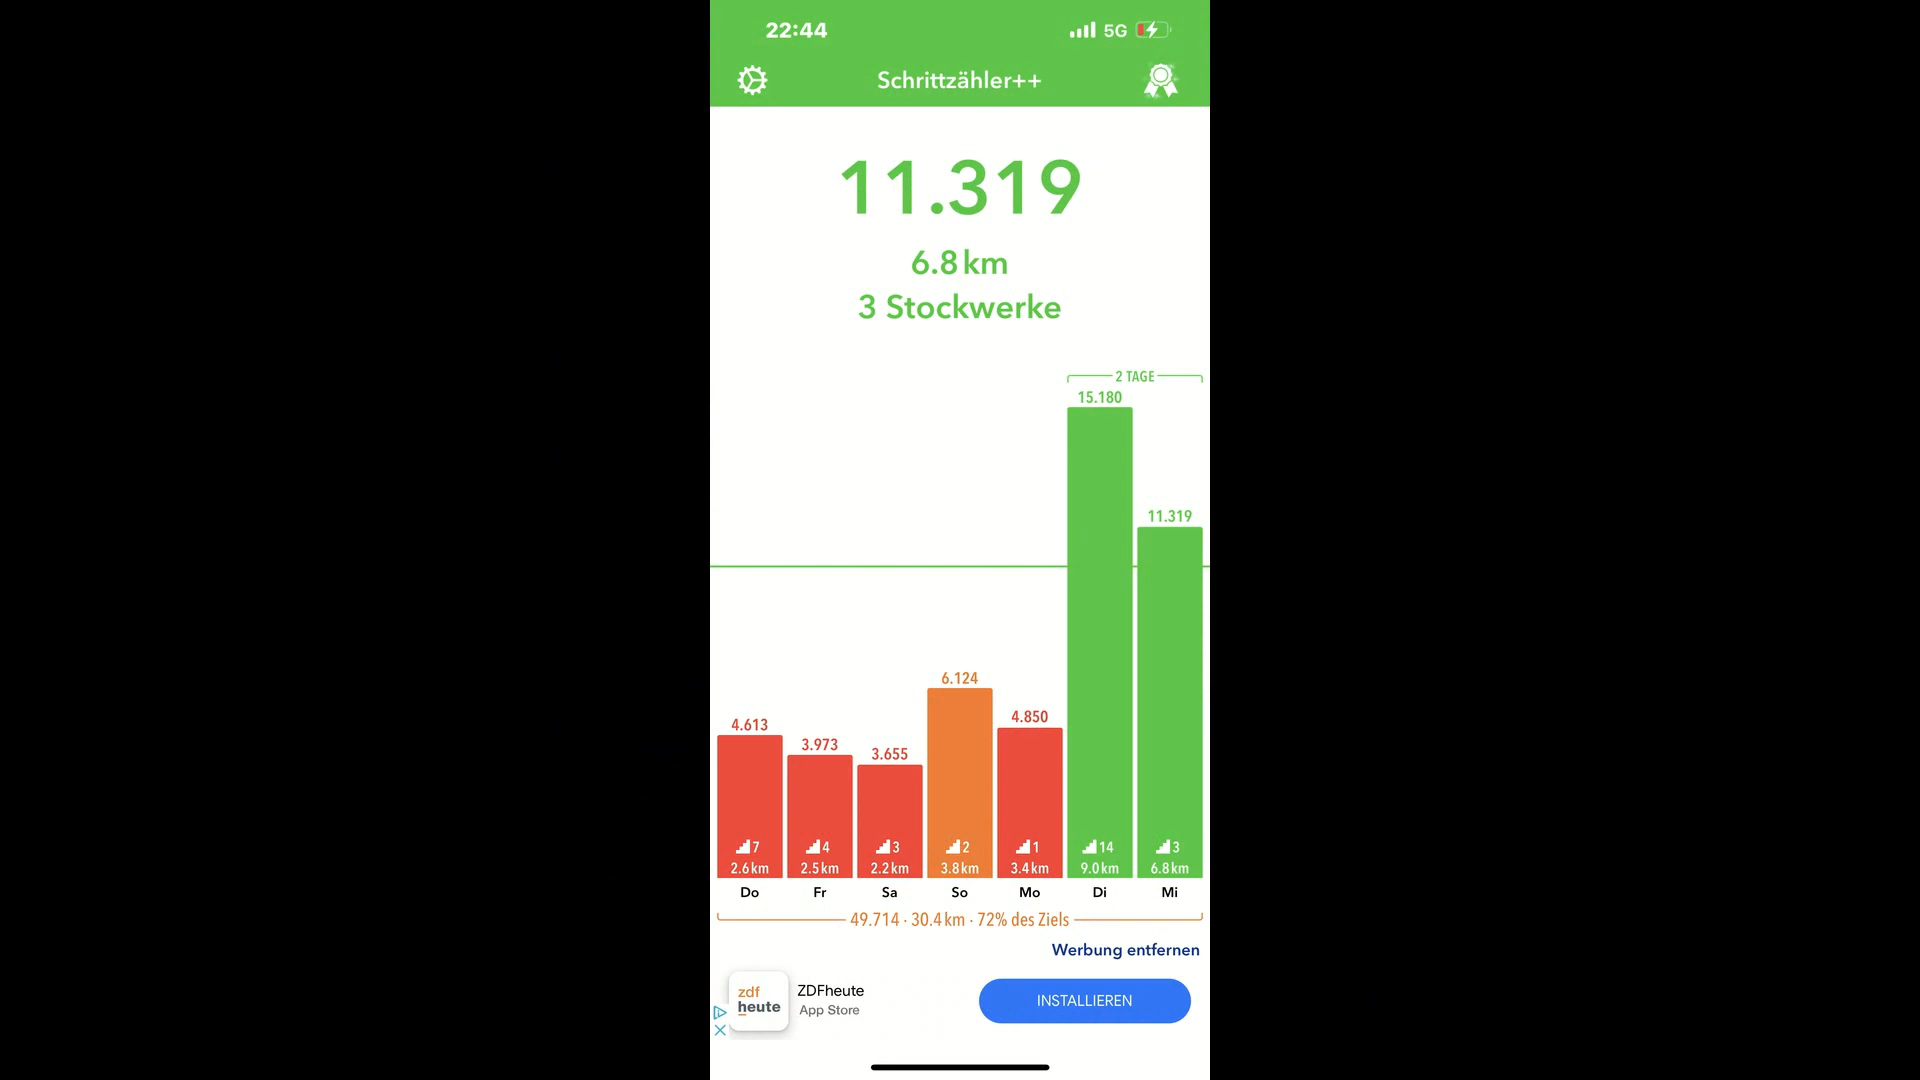 22:44
5G
Schrittzähler++
11.319
6.8 km
3 Stockwerke
2 TAGE
15.180
11.319
6.124
4.850
4.613
3.973
3.655
7 4 3 2 1 14 3
2.6 km 2.5 km 2.2 km 3.8 km 3.4 km 9.0 km 6.8 km
Do Fr Sa So Mo Di Mi
49.714 · 30.4 km · 72% des Ziels
Werbung entfernen
zdf
heute
ZDFheute
App Store
INSTALLIEREN